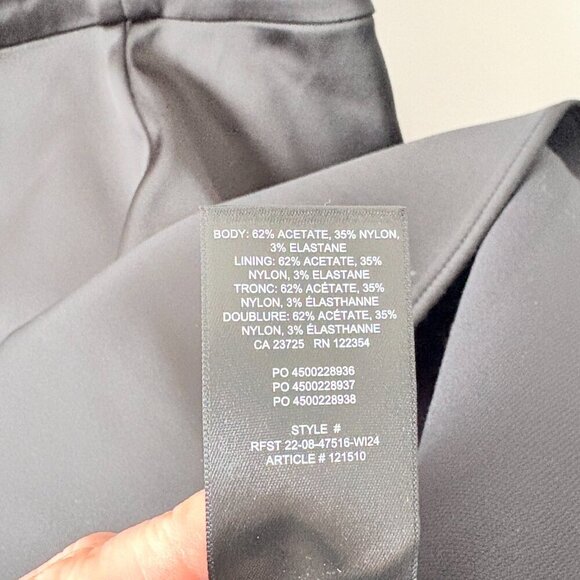 BODY: 62% ACETATE, 35% NYLON,
3% ELASTANE
LINING: 62% ACETATE, 35%
NYLON, 3% ELASTANE
TRONC: 62% ACÉTATE, 35%
NYLON, 3% ÉLASTHANNE
DOUBLURE: 62% ACÉTATE, 35%
NYLON, 3% ÉLASTHANNE
CA 23725 RN 122354
PO 4500228936
PO 4500228937
PO 4500228938
STYLE #
RFST 22-08-47516-WI24
ARTICLE # 121510